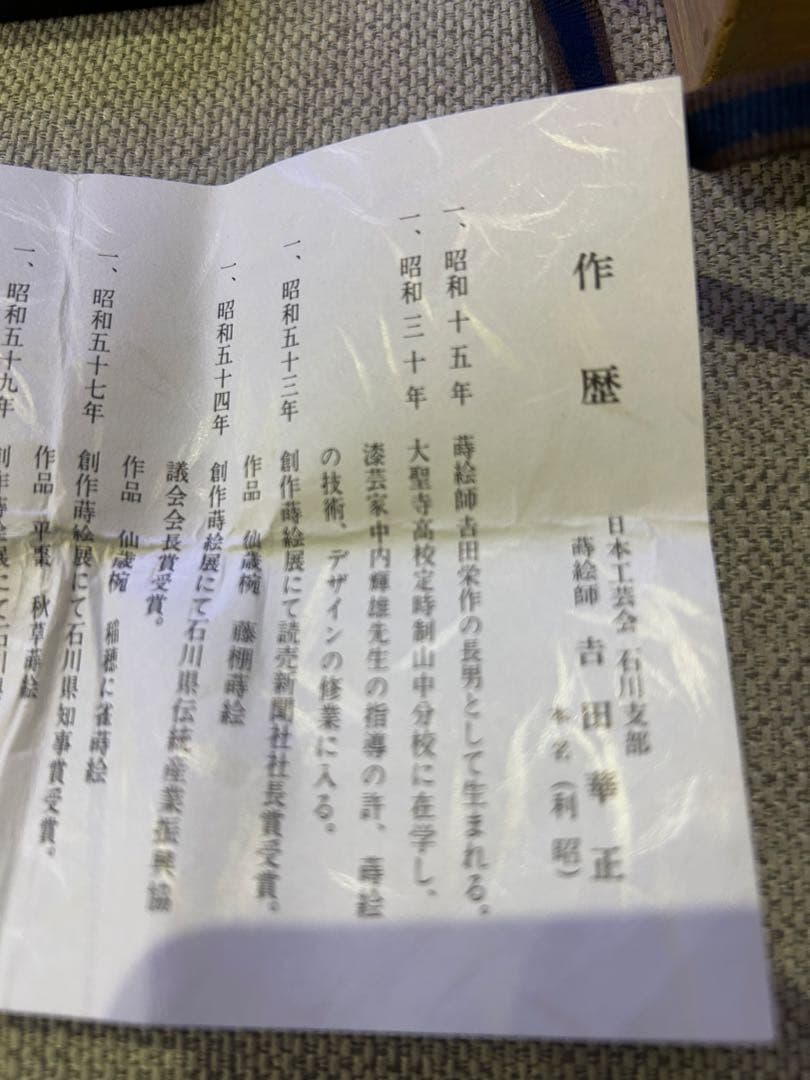 作歴
日本工芸会 石川支部
蒔絵師 吉田華正
本名(利昭)
一、昭和十五年 蒔絵師吉田栄作の長男として生まれる。
一、昭和三十年 大聖寺高校定時制山中分校に在学し、
漆芸家中内輝雄先生の指導の許、蒔絵
の技術、デザインの修業に入る。
一、昭和五十三年 創作蒔絵展にて読売新聞社社長賞受賞。
作品 仙歳椀 藤棚蒔絵
一、昭和五十四年 創作蒔絵展にて石川県伝統産業振興協
議会会長賞受賞。
作品 仙歳椀 稲穂に雀蒔絵
一、昭和五十七年 創作蒔絵展にて石川県知事賞受賞。
作品 平棗 秋草蒔絵
一、昭和五十九年 創作蒔絵展にて石川県